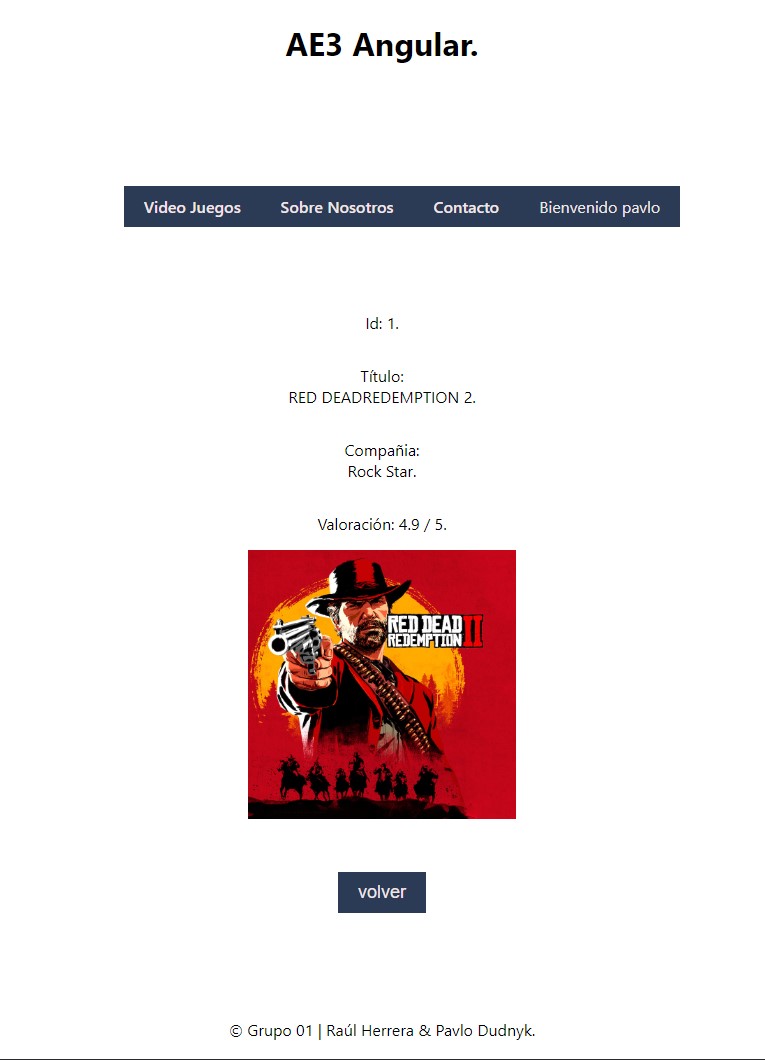 AE3 Angular.
Video Juegos Sobre Nosotros Contacto Bienvenido pavlo
Id: 1.
Título:
RED DEADREDEMPTION 2.
Compañia:
Rock Star.
Valoración: 4.9 / 5.
RED DEAD
REDEMPTION II
volver
© Grupo 01 | Raúl Herrera & Pavlo Dudnyk.